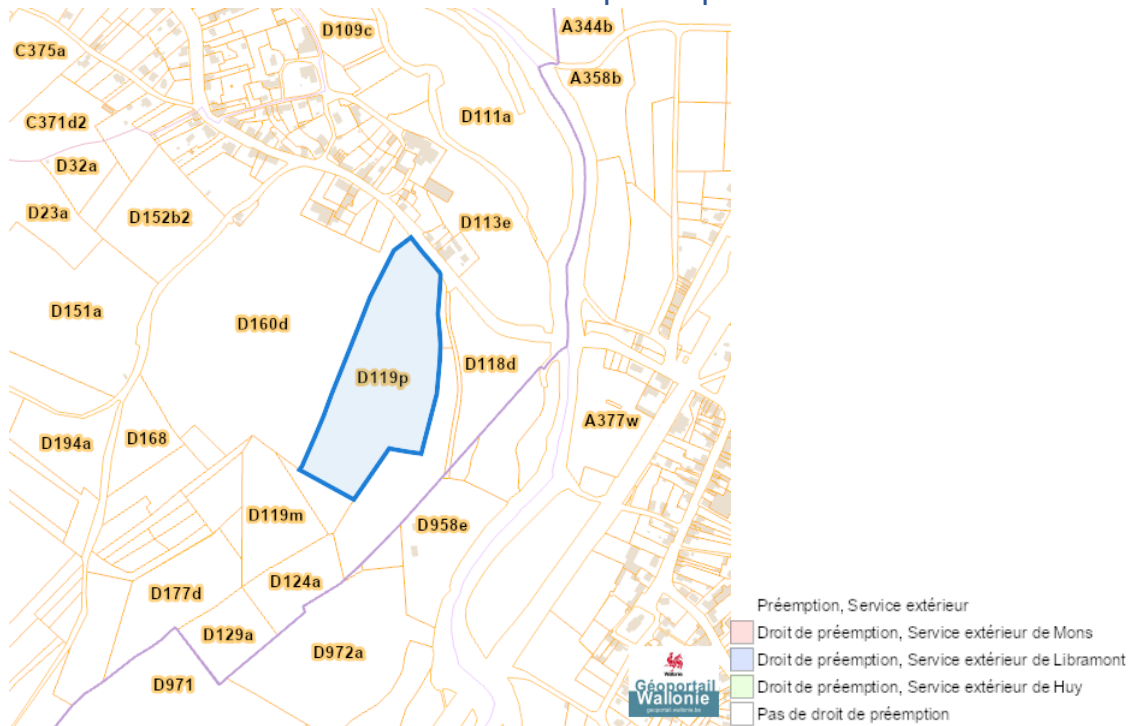 D109c
A344b
C375a
A358b
D111a
C371d2
D32a
D23a
D152b2
D113e
D151a
D160d
D118d
D119p
A377w
D194a
D168
D119m
D958e
D124a
D177d
D129a
D972a
D971
Wallonie
Géoportail
Wallonie
geoportail.wallonie.be
Préemption, Service extérieur
Droit de préemption, Service extérieur de Mons
Droit de préemption, Service extérieur de Libramont
Droit de préemption, Service extérieur de Huy
Pas de droit de préemption